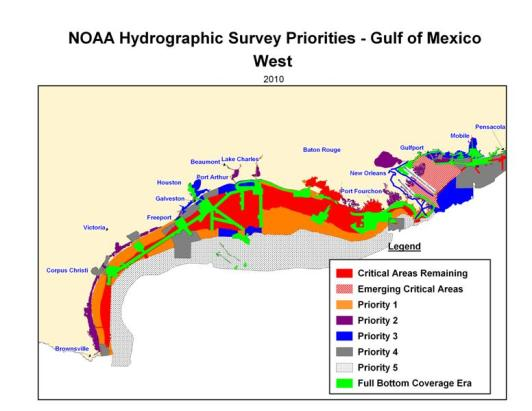 NOAA Hydrographic Survey Priorities - Gulf of Mexico
West
2010
Pensacola
Mobile
Gulfport
Baton Rouge
Beaumont
Lake Charles
New Orleans
Port Arthur
Houston
Port Fourchon
Galveston
Freeport
Victoria
Corpus Christi
Brownsville
Legend
Critical Areas Remaining
Emerging Critical Areas
Priority 1
Priority 2
Priority 3
Priority 4
Priority 5
Full Bottom Coverage Era